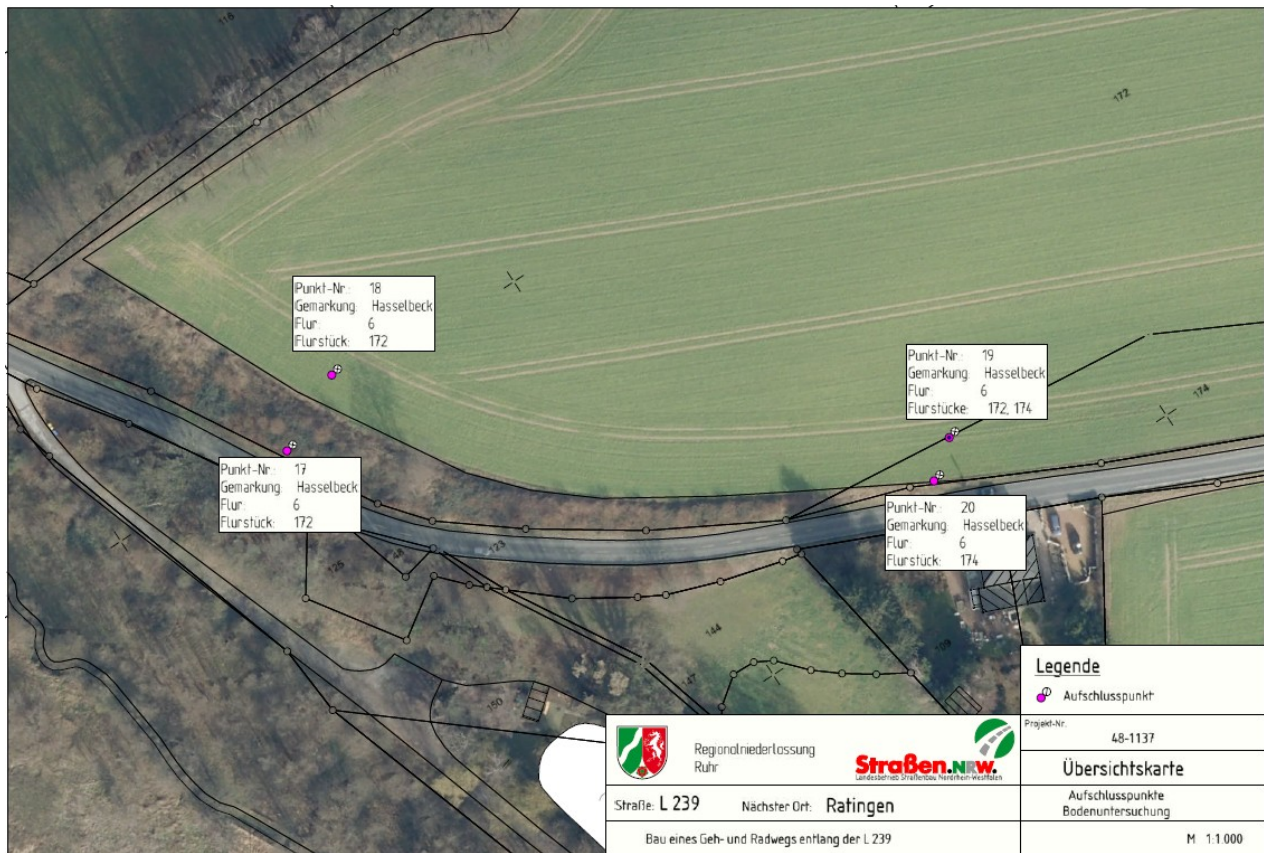 116
172
Punkt-Nr.: 18
Gemarkung: Hasselbeck
Flur: 6
Flurstück: 172
Punkt-Nr.: 19
Gemarkung: Hasselbeck
Flur: 6
Flurstücke: 172, 174
174
Punkt-Nr.: 17
Gemarkung: Hasselbeck
Flur: 6
Flurstück: 172
Punkt-Nr.: 20
Gemarkung: Hasselbeck
Flur: 6
Flurstück: 174
123
148
125
144
109
147
150
Legende
Aufschlusspunkt
Regionalniederlassung
Ruhr
Straßen.NRW.
Landesbetrieb Straßenbau Nordrhein-Westfalen
Projekt-Nr.
48-1137
Übersichtskarte
Straße: L 239 Nächster Ort: Ratingen
Aufschlusspunkte
Bodenuntersuchung
Bau eines Geh- und Radwegs entlang der L 239
M 1:1.000